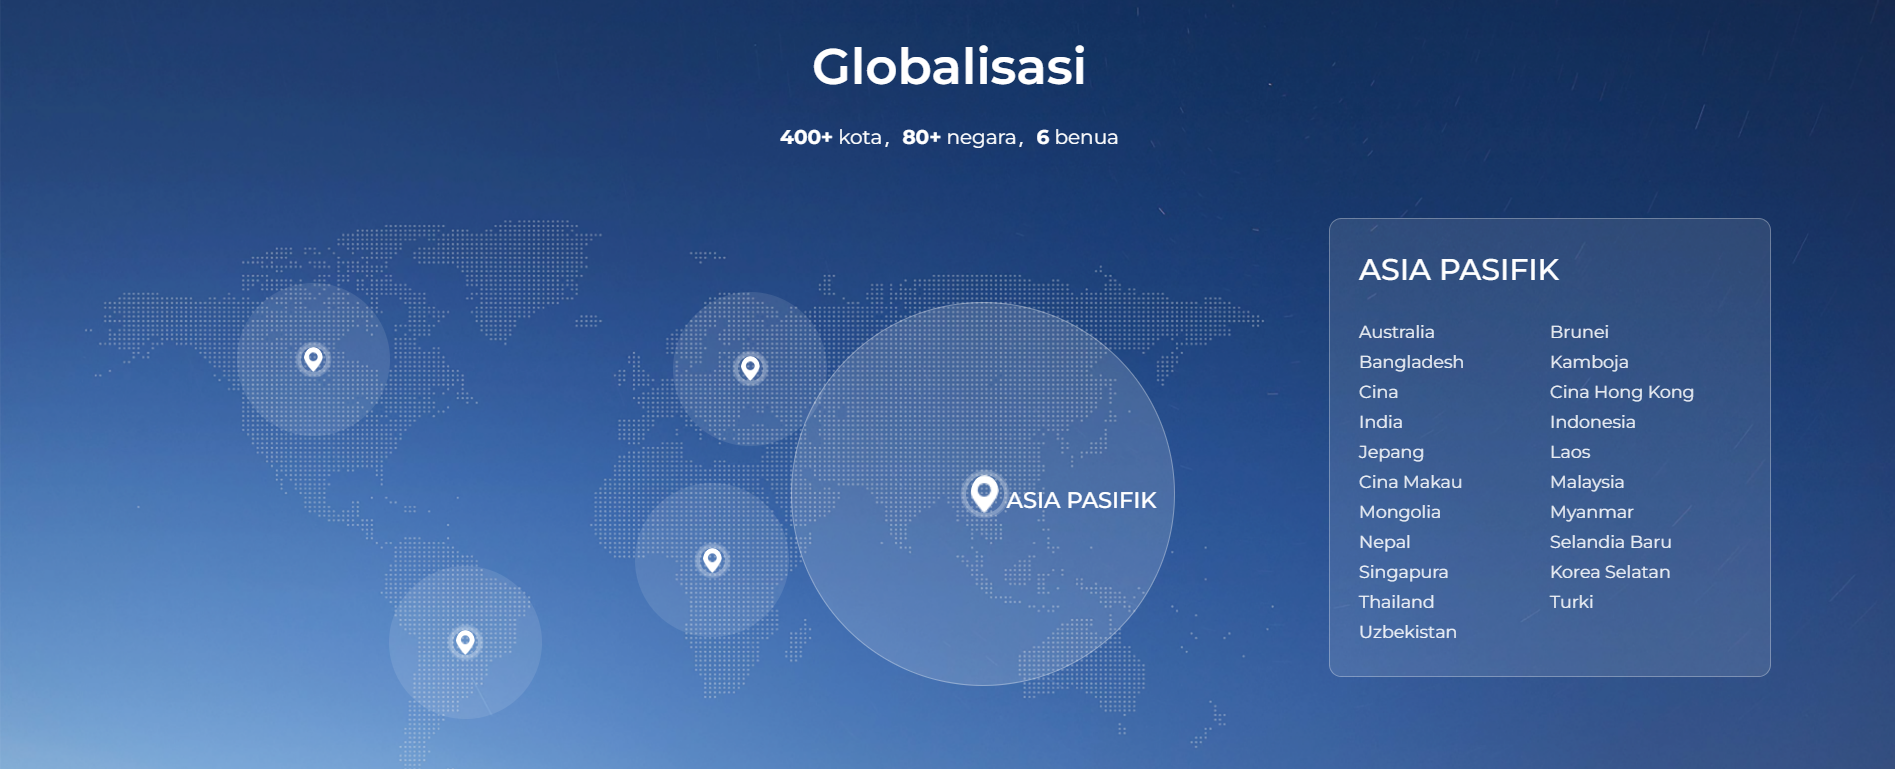 Globalisasi
400+ kota, 80+ negara, 6 benua
ASIA PASIFIK
ASIA PASIFIK
Australia
Brunei
Bangladesh
Kamboja
Cina
Cina Hong Kong
India
Indonesia
Jepang
Laos
Cina Makau
Malaysia
Mongolia
Myanmar
Nepal
Selandia Baru
Singapura
Korea Selatan
Thailand
Turki
Uzbekistan